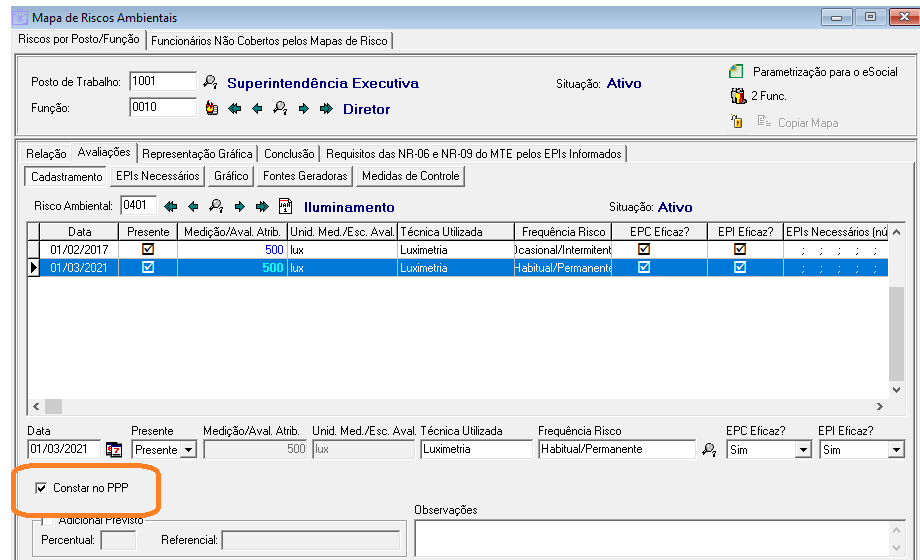 Mapa de Riscos Ambientais
Riscos por Posto/Função Funcionários Não Cobertos pelos Mapas de Risco
Posto de Trabalho: 1001 Superintendência Executiva Situação: Ativo
Parametrização para o eSocial
Função: 0010 Diretor
2 Func.
Copiar Mapa
Relação Avaliações Representação Gráfica Conclusão Requisitos das NR-06 e NR-09 do MTE pelos EPIs Informados
Cadastramento EPIs Necessários Gráfico Fontes Geradoras Medidas de Controle
Risco Ambiental: 0401 Iluminamento Situação: Ativo
Data Presente Medição/Aval. Atrib. Unid. Med./Esc. Aval. Técnica Utilizada Frequência Risco EPC Eficaz? EPI Eficaz? EPIs Necessários (nú
01/02/2017 500 lux Luximetria Ocasional/Intermitent ; ; ; ; ;
01/03/2021 500 lux Luximetria Habitual/Permanente ; ; ; ; ;
Data Presente Medição/Aval. Atrib. Unid. Med./Esc. Aval. Técnica Utilizada Frequência Risco EPC Eficaz? EPI Eficaz?
01/03/2021 Presente 500 lux Luximetria Habitual/Permanente Sim Sim
Constar no PPP
Adicional Previsto
Observações
Percentual: Referencial: